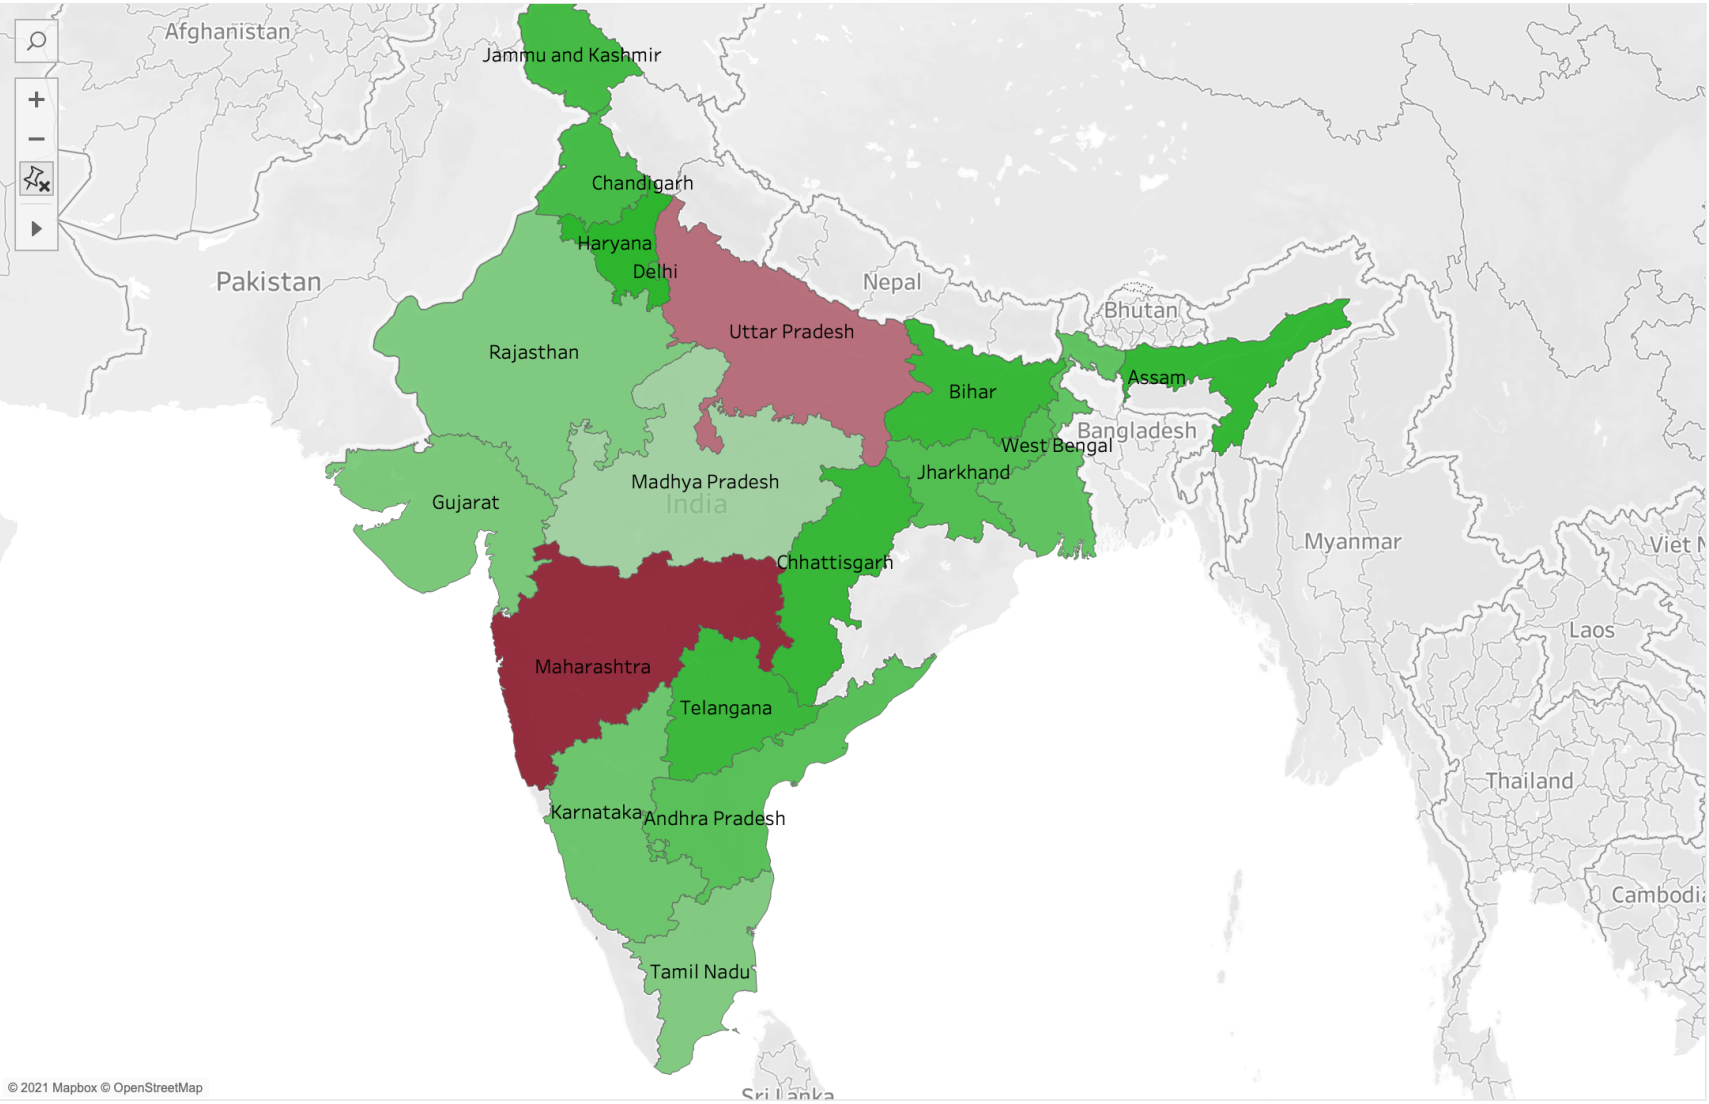 Afghanistan
Jammu and Kashmir
Chandigarh
Haryana
Delhi
Pakistan
Nepal
Bhutan
Uttar Pradesh
Rajasthan
Assam
Bihar
Bangladesh
West Bengal
Jharkhand
Madhya Pradesh
India
Gujarat
Myanmar
Viet N
Chhattisgarh
Laos
Maharashtra
Telangana
Thailand
Karnataka
Andhra Pradesh
Cambodia
Tamil Nadu
Sri Lanka
© 2021 Mapbox © OpenStreetMap